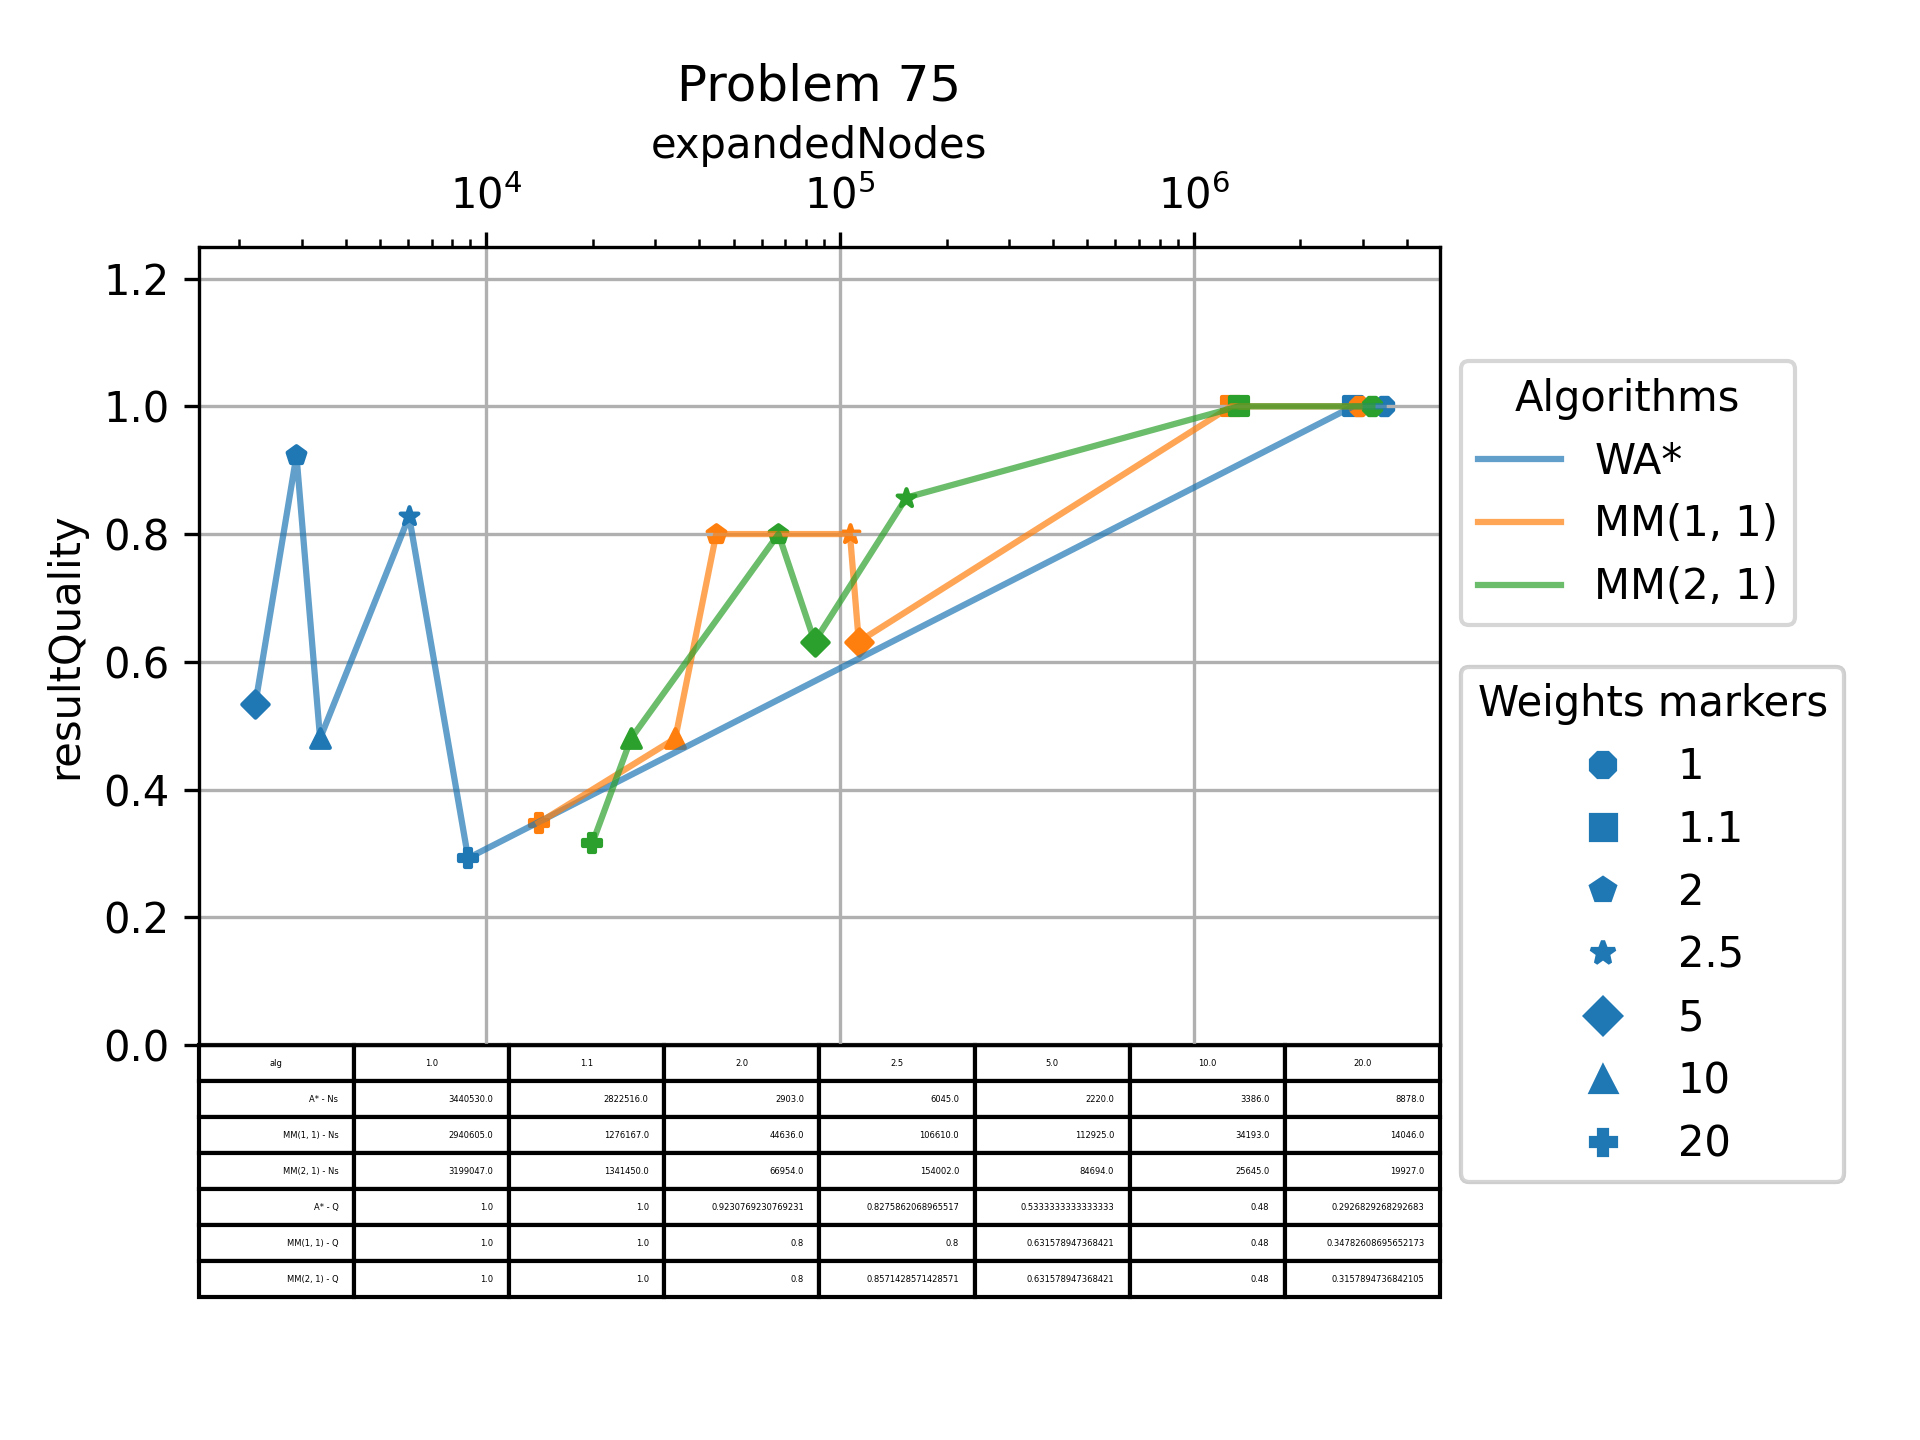 Problem 75
expandedNodes
10⁴ 10⁵ 10⁶
1.2
1.0
0.8
0.6
0.4
0.2
0.0
resultQuality
Algorithms
WA*
MM(1, 1)
MM(2, 1)
Weights markers
1
1.1
2
2.5
5
10
20
alg 1.0 1.1 2.0 2.5 5.0 10.0 20.0
A* - Ns 3440530.0 2822516.0 2903.0 6045.0 2220.0 3386.0 8878.0
MM(1, 1) - Ns 2940605.0 1276167.0 44636.0 106610.0 112925.0 34193.0 14046.0
MM(2, 1) - Ns 3199047.0 1341450.0 66954.0 154002.0 84694.0 25645.0 19927.0
A* - Q 1.0 1.0 0.9230769230769231 0.8275862068965517 0.5333333333333333 0.48 0.2926829268292683
MM(1, 1) - Q 1.0 1.0 0.8 0.8 0.631578947368421 0.48 0.34782608695652173
MM(2, 1) - Q 1.0 1.0 0.8 0.8571428571428571 0.631578947368421 0.48 0.3157894736842105